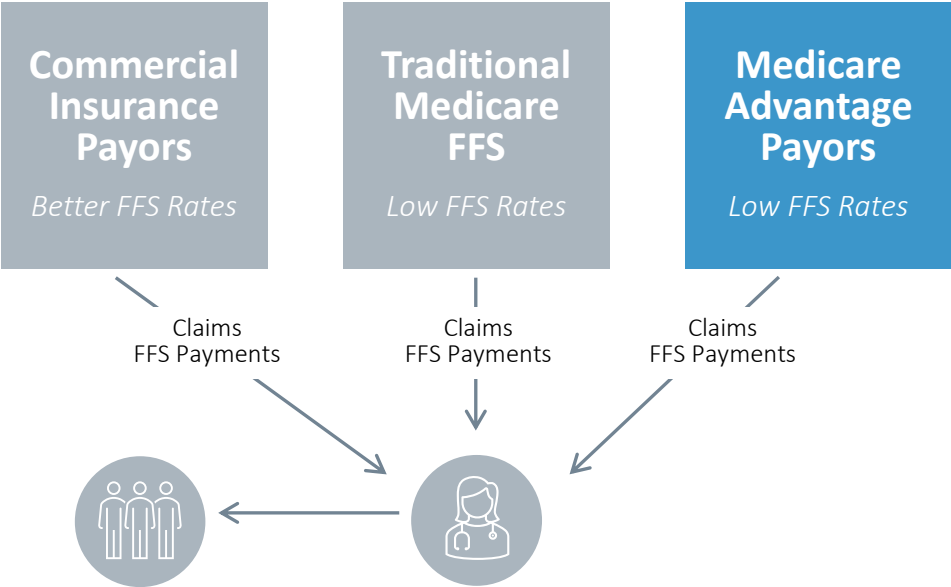 Commercial
Insurance
Payors
Better FFS Rates
Traditional
Medicare
FFS
Low FFS Rates
Medicare
Advantage
Payors
Low FFS Rates
Claims
FFS Payments
Claims
FFS Payments
Claims
FFS Payments